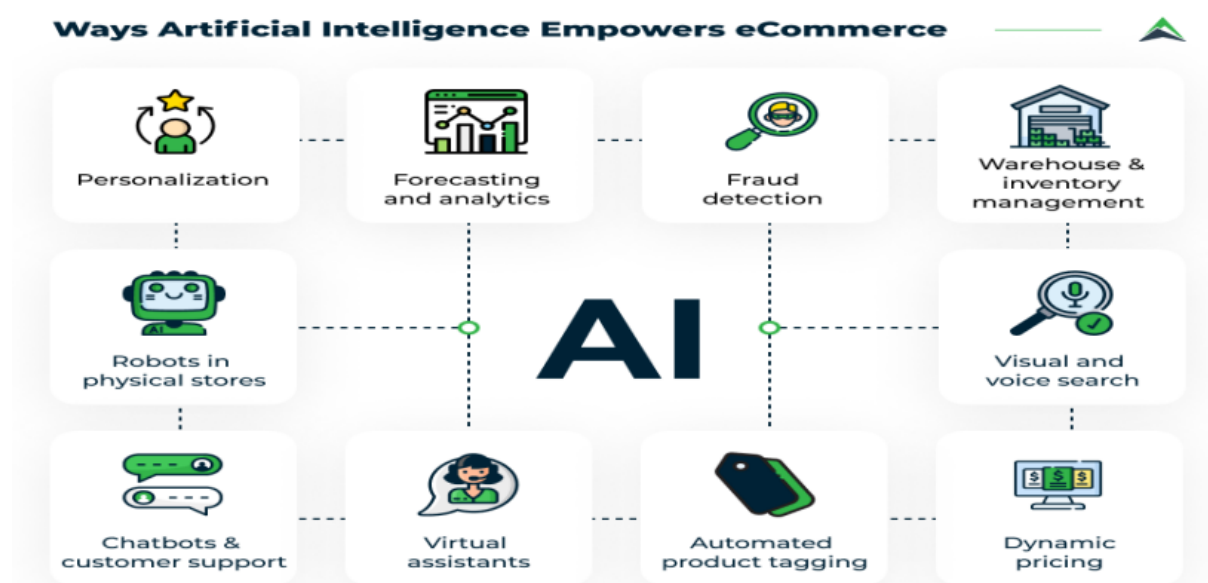 Ways Artificial Intelligence Empowers eCommerce
Personalization
Forecasting
and analytics
Fraud
detection
Warehouse &
inventory
management
Robots in
physical stores
AI
AI
Visual and
voice search
Chatbots &
customer support
Virtual
assistants
Automated
product tagging
Dynamic
pricing
$ $ $